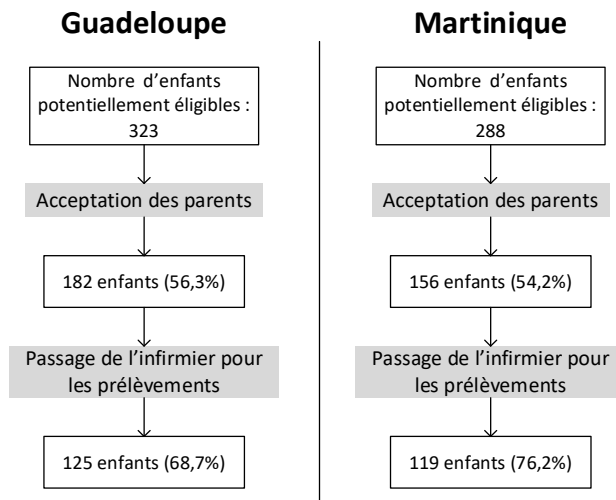 Guadeloupe
Nombre d'enfants
potentiellement éligibles :
323
Acceptation des parents
182 enfants (56,3%)
Passage de l'infirmier pour
les prélèvements
125 enfants (68,7%)
Martinique
Nombre d'enfants
potentiellement éligibles :
288
Acceptation des parents
156 enfants (54,2%)
Passage de l'infirmier pour
les prélèvements
119 enfants (76,2%)